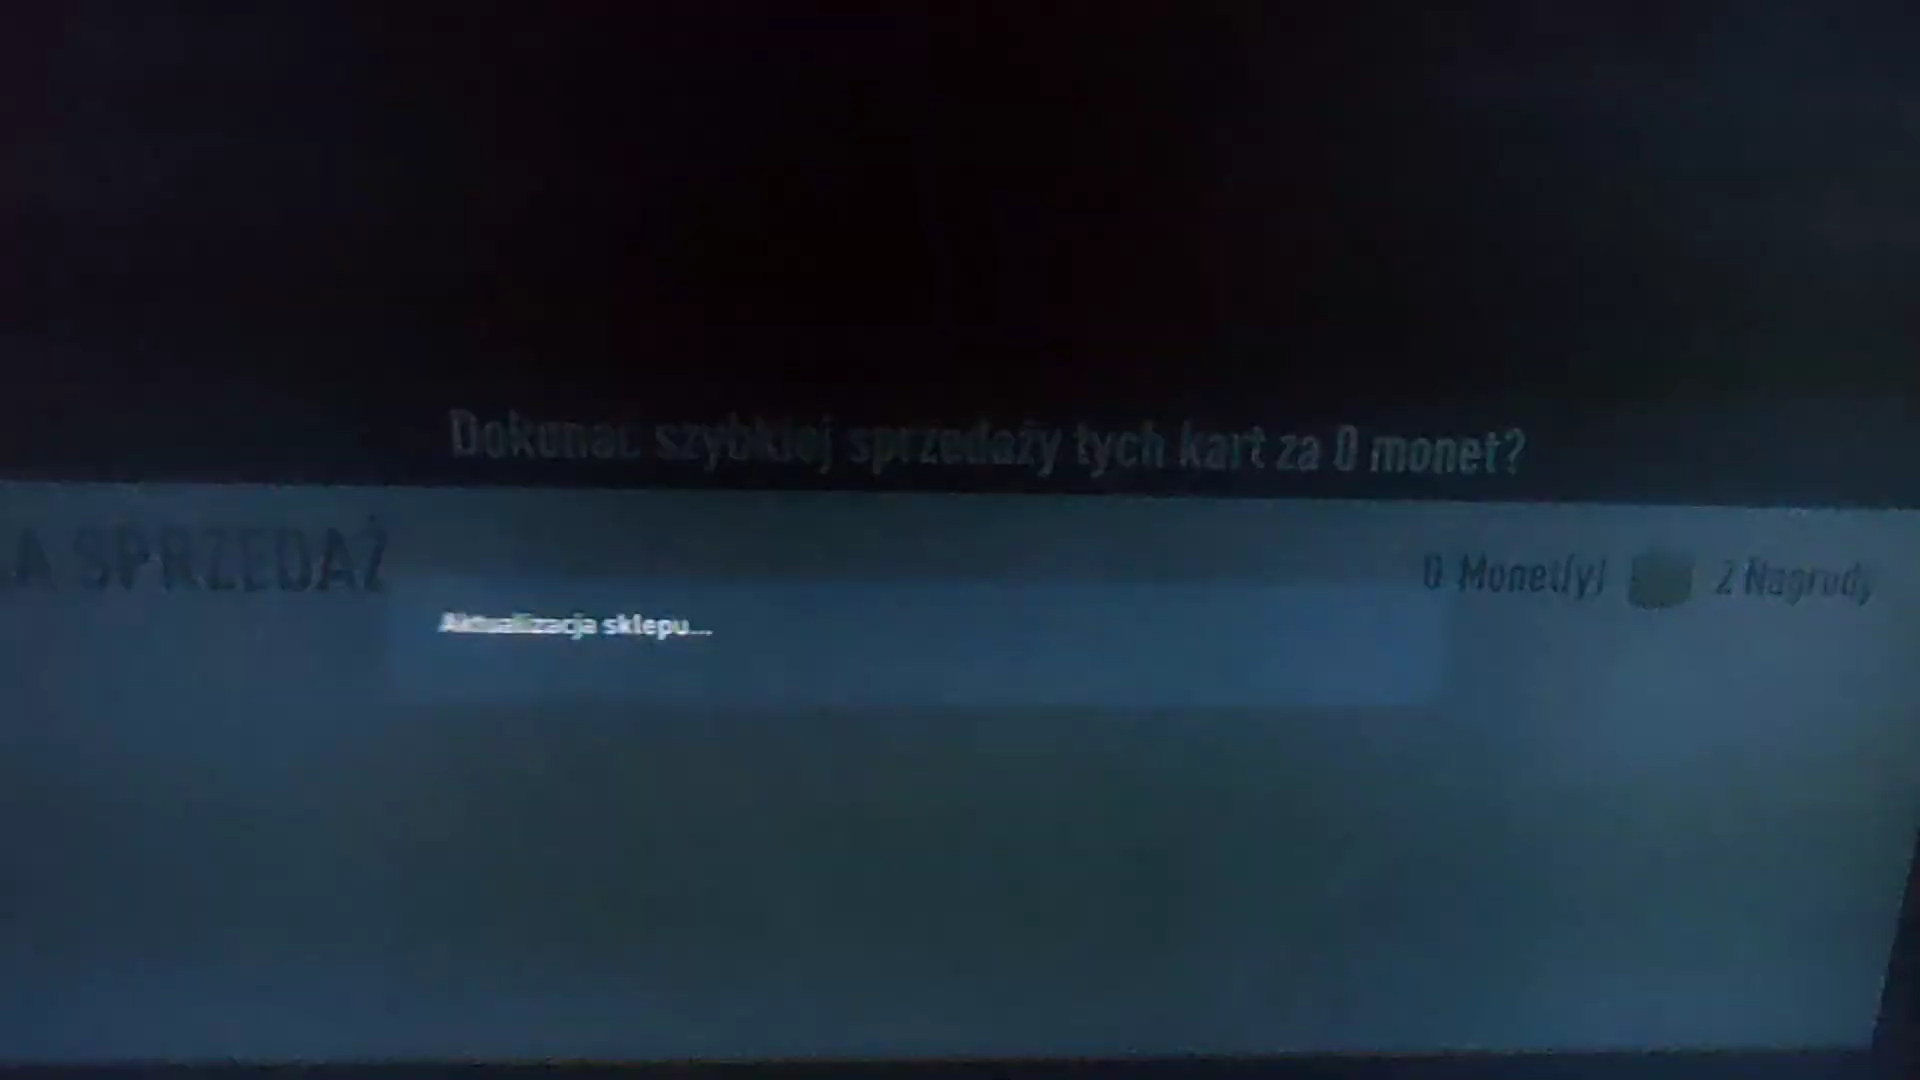 Dokonać szybkiej sprzedaży tych kart za 0 monet?
A SPRZEDAŻ
0 Monet(y)
2 Nagrody
Aktualizacja sklepu...